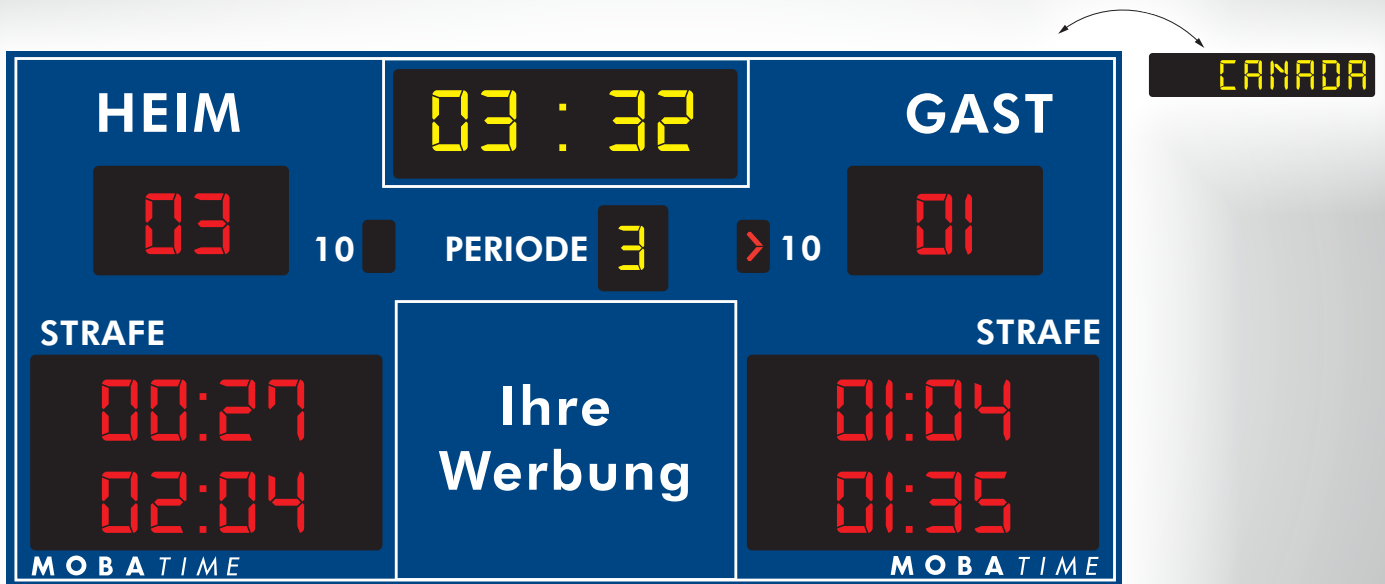 CANADA
HEIM
03 : 32
GAST
03
10
PERIODE 3
> 10
01
STRAFE
STRAFE
00:27
02:04
Ihre
Werbung
01:04
01:35
MOBATIME
MOBATIME